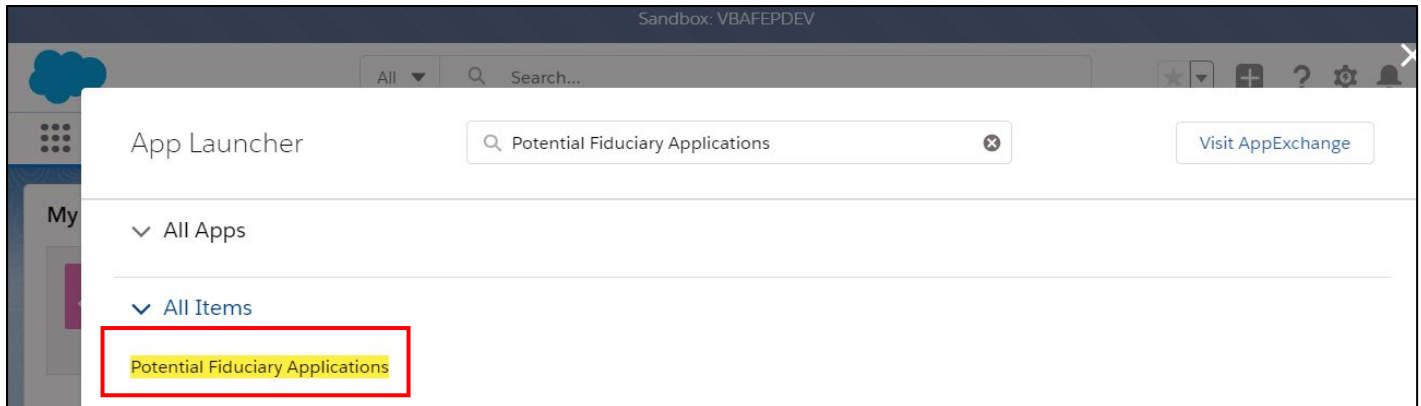 Sandbox: VBAFEPDEV
All Search...
App Launcher Potential Fiduciary Applications Visit AppExchange
My
All Apps
All Items
Potential Fiduciary Applications